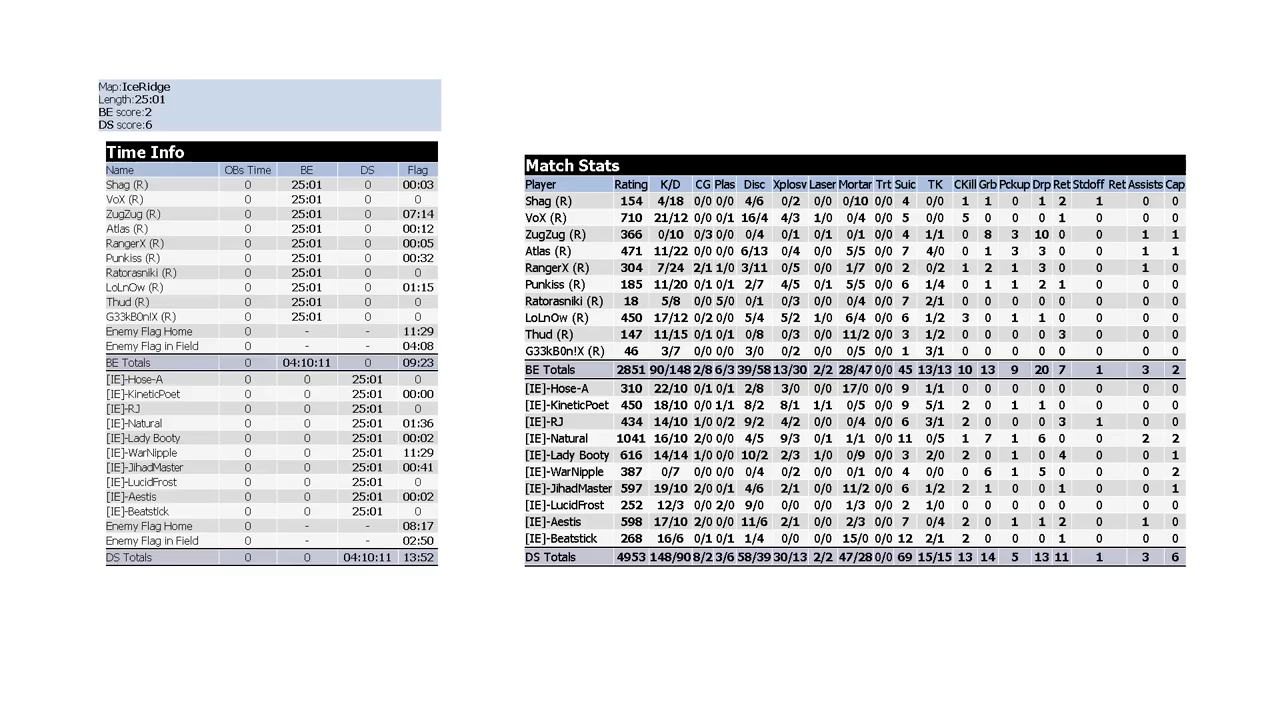 Map:IceRidge
Length:25:01
BE score:2
DS score:6
Time Info
Name OBs Time BE DS Flag
Shag (R) 0 25:01 0 00:03
VoX (R) 0 25:01 0 0
ZugZug (R) 0 25:01 0 07:14
Atlas (R) 0 25:01 0 00:12
RangerX (R) 0 25:01 0 00:05
Punkiss (R) 0 25:01 0 00:32
Ratorasniki (R) 0 25:01 0 0
LoLnOw (R) 0 25:01 0 01:15
Thud (R) 0 25:01 0 0
G33kB0n!X (R) 0 25:01 0 0
Enemy Flag Home - - 11:29
Enemy Flag in Field - - 04:08
BE Totals 0 04:10:11 0 09:23
[IE]-Hose-A 0 0 25:01 0
[IE]-KineticPoet 0 0 25:01 00:00
[IE]-RJ 0 0 25:01 0
[IE]-Natural 0 0 25:01 01:36
[IE]-Lady Booty 0 0 25:01 00:02
[IE]-WarNipple 0 0 25:01 11:29
[IE]-JihadMaster 0 0 25:01 00:41
[IE]-LucidFrost 0 0 25:01 0
[IE]-Aestis 0 0 25:01 00:02
[IE]-Beatstick 0 0 25:01 0
Enemy Flag Home - - 08:17
Enemy Flag in Field - - 02:50
DS Totals 0 0 04:10:11 13:52
Match Stats
Player Rating K/D CG Plas Disc Xplosv Laser Mortar Trt Suic TK CKill Grb Pckup Drp Ret Stdoff Ret Assists Cap
Shag (R) 154 4/18 0/0 0/0 4/6 0/2 0/0 0/10 0/0 4 0/0 1 1 0 1 2 1 0 0
VoX (R) 710 21/12 0/0 0/1 16/4 4/3 1/0 0/4 0/0 5 0/0 5 0 0 0 1 0 0 0
ZugZug (R) 366 0/10 0/3 0/0 0/4 0/1 0/1 0/1 0/0 4 1/1 0 8 3 10 0 0 1 1
Atlas (R) 471 11/22 0/0 0/0 6/13 0/4 0/0 5/5 0/0 7 4/0 0 1 3 3 0 0 1 1
RangerX (R) 304 7/24 2/1 1/0 3/11 0/5 0/0 1/7 0/0 2 0/2 1 2 1 3 0 0 1 0
Punkiss (R) 185 11/20 0/1 0/1 2/7 4/5 0/1 5/5 0/0 6 1/4 0 1 1 2 1 0 0 0
Ratorasniki (R) 18 5/8 0/0 5/0 0/1 0/3 0/0 0/4 0/0 7 2/1 0 0 0 0 0 0 0 0
LoLnOw (R) 450 17/12 0/2 0/0 5/4 5/2 1/0 6/4 0/0 6 1/2 3 0 1 1 0 0 0 0
Thud (R) 147 11/15 0/1 0/1 0/8 0/3 0/0 11/2 0/0 3 1/2 0 0 0 0 3 0 0 0
G33kB0n!X (R) 46 3/7 0/0 0/0 3/0 0/2 0/0 0/5 0/0 1 3/1 0 0 0 0 0 0 0 0
BE Totals 2851 90/148 2/8 6/3 39/58 13/30 2/2 28/47 0/0 45 13/13 10 13 9 20 7 1 3 2
[IE]-Hose-A 310 22/10 0/1 0/1 2/8 3/0 0/0 17/0 0/0 9 1/1 0 0 0 0 0 0 0 0
[IE]-KineticPoet 450 18/10 0/0 1/1 8/2 8/1 1/1 0/5 0/0 9 5/1 2 0 1 1 0 0 0 0
[IE]-RJ 434 14/10 1/0 0/2 9/2 4/2 0/0 0/4 0/0 6 3/1 2 0 0 0 3 1 0 0
[IE]-Natural 1041 16/10 2/0 0/0 4/5 9/3 0/1 1/1 0/0 11 0/5 1 7 1 6 0 0 2 2
[IE]-Lady Booty 616 14/14 1/0 0/0 10/2 2/3 1/0 0/9 0/0 3 2/0 2 0 1 0 4 0 0 1
[IE]-WarNipple 387 0/7 0/0 0/0 0/4 0/2 0/0 0/1 0/0 4 0/0 0 6 1 5 0 0 0 2
[IE]-JihadMaster 597 19/10 2/0 0/1 4/6 2/1 0/0 11/2 0/0 6 1/2 2 1 0 0 1 0 0 1
[IE]-LucidFrost 252 12/3 0/0 2/0 9/0 0/0 0/0 1/3 0/0 2 1/0 0 0 0 0 0 0 0 0
[IE]-Aestis 598 17/10 2/0 0/0 11/6 2/1 0/0 2/3 0/0 7 0/4 2 0 1 1 2 0 1 0
[IE]-Beatstick 268 16/6 0/1 0/1 1/4 0/0 0/0 15/0 0/0 12 2/1 2 0 0 0 1 0 0 0
DS Totals 4953 148/90 8/2 3/6 58/39 30/13 2/2 47/28 0/0 69 15/15 13 14 5 13 11 1 3 6